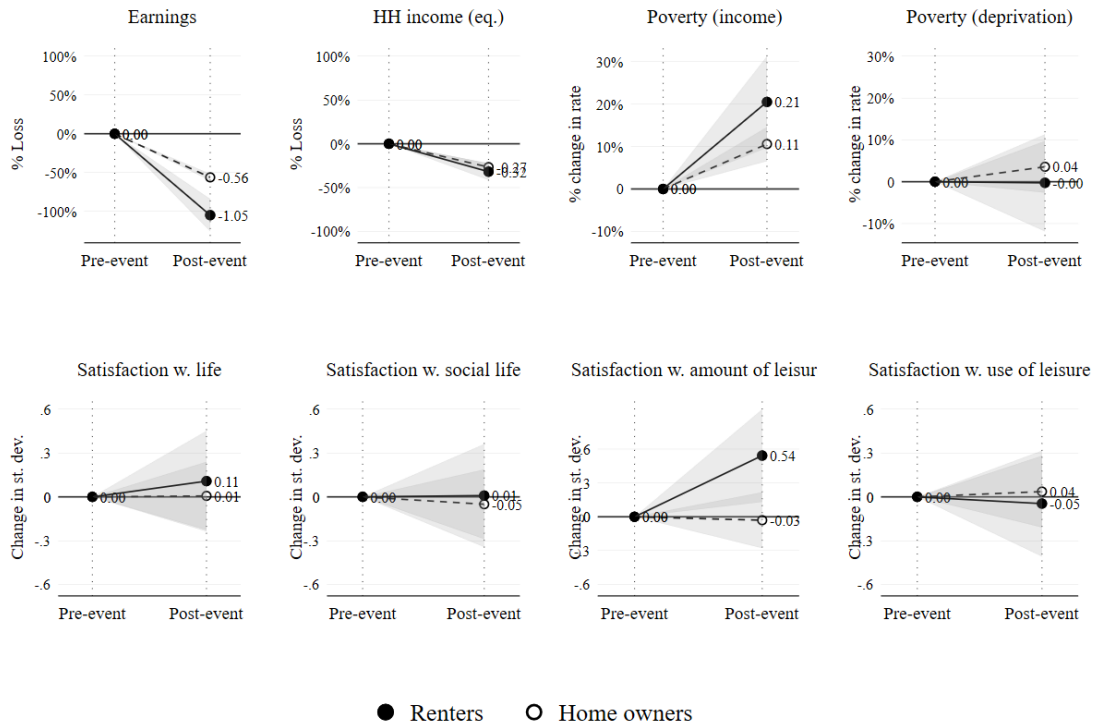 Earnings
% Loss
100%
50%
0%
-50%
-100%
0.00
-0.56
-1.05
Pre-event
Post-event
HH income (eq.)
% Loss
100%
50%
0%
-50%
-100%
0.00
-0.27
-0.32
Pre-event
Post-event
Poverty (income)
% change in rate
30%
20%
10%
0
-10%
0.00
0.21
0.11
Pre-event
Post-event
Poverty (deprivation)
% change in rate
30%
20%
10%
0
-10%
0.00
0.04
-0.00
Pre-event
Post-event
Satisfaction w. life
Change in st. dev.
.6
.3
0
-.3
-.6
0.00
0.11
0.01
Pre-event
Post-event
Satisfaction w. social life
Change in st. dev.
.6
.3
0
-.3
-.6
0.00
0.01
-0.05
Pre-event
Post-event
Satisfaction w. amount of leisur
Change in st. dev.
.6
.3
0
-.3
-.6
0.00
0.54
-0.03
Pre-event
Post-event
Satisfaction w. use of leisure
Change in st. dev.
.6
.3
0
-.3
-.6
0.00
0.04
-0.05
Pre-event
Post-event
Renters
Home owners